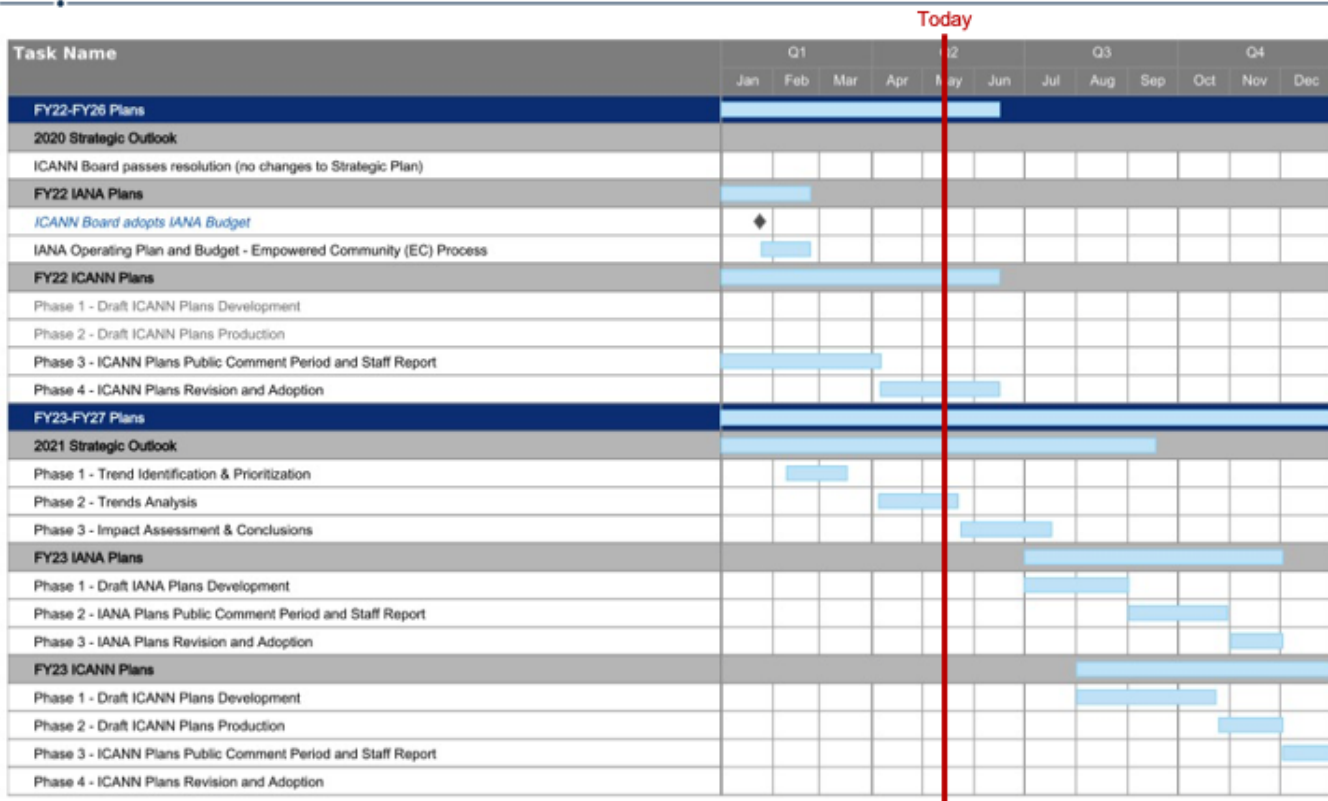 Today
Task Name
Q1 Q2 Q3 Q4
Jan Feb Mar Apr May Jun Jul Aug Sep Oct Nov Dec
FY22-FY26 Plans
2020 Strategic Outlook
ICANN Board passes resolution (no changes to Strategic Plan)
FY22 IANA Plans
ICANN Board adopts IANA Budget
IANA Operating Plan and Budget - Empowered Community (EC) Process
FY22 ICANN Plans
Phase 1 - Draft ICANN Plans Development
Phase 2 - Draft ICANN Plans Production
Phase 3 - ICANN Plans Public Comment Period and Staff Report
Phase 4 - ICANN Plans Revision and Adoption
FY23-FY27 Plans
2021 Strategic Outlook
Phase 1 - Trend Identification & Prioritization
Phase 2 - Trends Analysis
Phase 3 - Impact Assessment & Conclusions
FY23 IANA Plans
Phase 1 - Draft IANA Plans Development
Phase 2 - IANA Plans Public Comment Period and Staff Report
Phase 3 - IANA Plans Revision and Adoption
FY23 ICANN Plans
Phase 1 - Draft ICANN Plans Development
Phase 2 - Draft ICANN Plans Production
Phase 3 - ICANN Plans Public Comment Period and Staff Report
Phase 4 - ICANN Plans Revision and Adoption